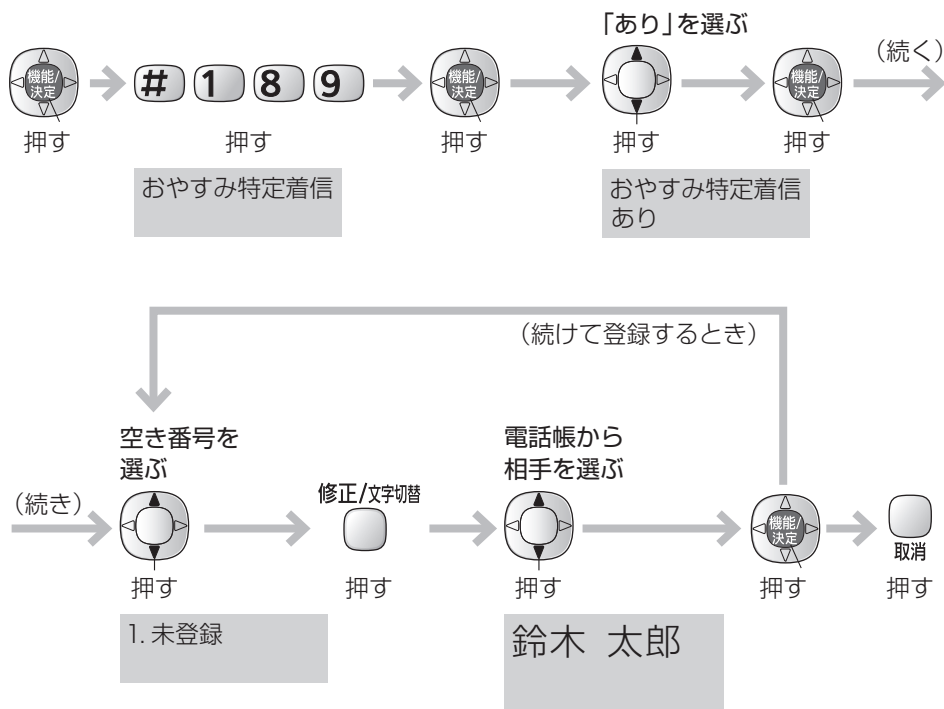 「あり」を選ぶ
(続く)
機能/
決定
# 1 8 9
機能/
決定
機能/
決定
押す
押す
押す
押す
押す
おやすみ特定着信
おやすみ特定着信
あり
(続けて登録するとき)
空き番号を
選ぶ
電話帳から
相手を選ぶ
(続き)
修正/文字切替
機能/
決定
取消
押す
押す
押す
押す
押す
1. 未登録
鈴木 太郎